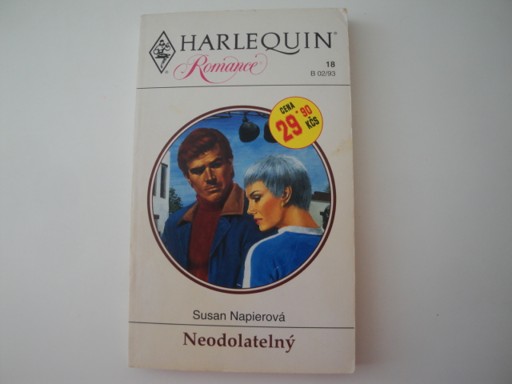 HARLEQUIN®
Romance
18
B 02/93
CENA
29·90
KČS
Susan Napierová
Neodolatelný